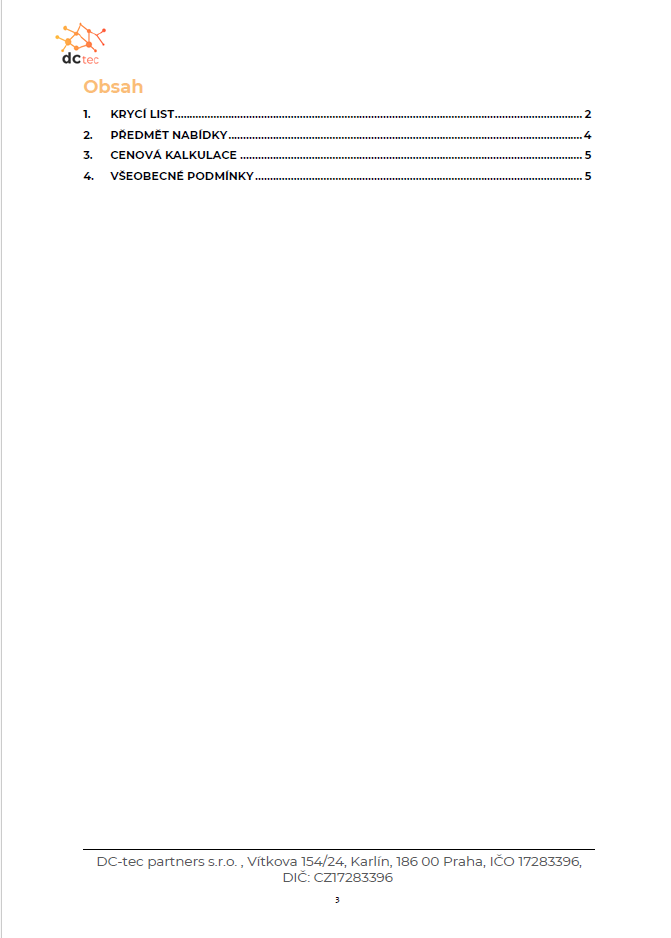 dctec
Obsah
1. KRYCÍ LIST........................................................................................................................................ 2
2. PŘEDMĚT NABÍDKY...................................................................................................................... 4
3. CENOVÁ KALKULACE .................................................................................................................. 5
4. VŠEOBECNÉ PODMÍNKY............................................................................................................. 5
DC-tec partners s.r.o. , Vítkova 154/24, Karlín, 186 00 Praha, IČO 17283396,
DIČ: CZ17283396
3